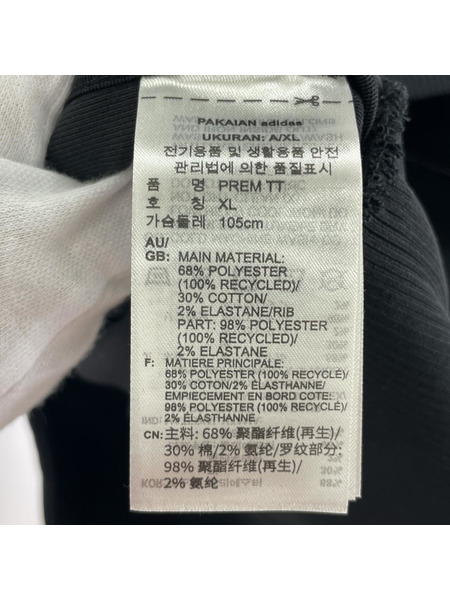 PAKAIAN adidas
UKURAN: A/XL
전기용품 및 생활용품 안전
관리법에 의한 품질표시
품 명 PREM TT
호 칭 XL
가슴둘레 105cm
AU/
GB: MAIN MATERIAL:
68% POLYESTER
(100% RECYCLED)/
30% COTTON/
2% ELASTANE/RIB
PART: 98% POLYESTER
(100% RECYCLED)/
2% ELASTANE
F: MATIERE PRINCIPALE:
68% POLYESTER (100% RECYCLE)/
30% COTON/2% ÉLASTHANNE/
EMPIECEMENT EN BORD COTE:
98% POLYESTER (100% RECYCLE)/
2% ÉLASTHANNE
CN: 主料: 68% 聚酯纤维(再生)/
30% 棉/2% 氨纶/罗纹部分:
98% 聚酯纤维(再生)/
2% 氨纶